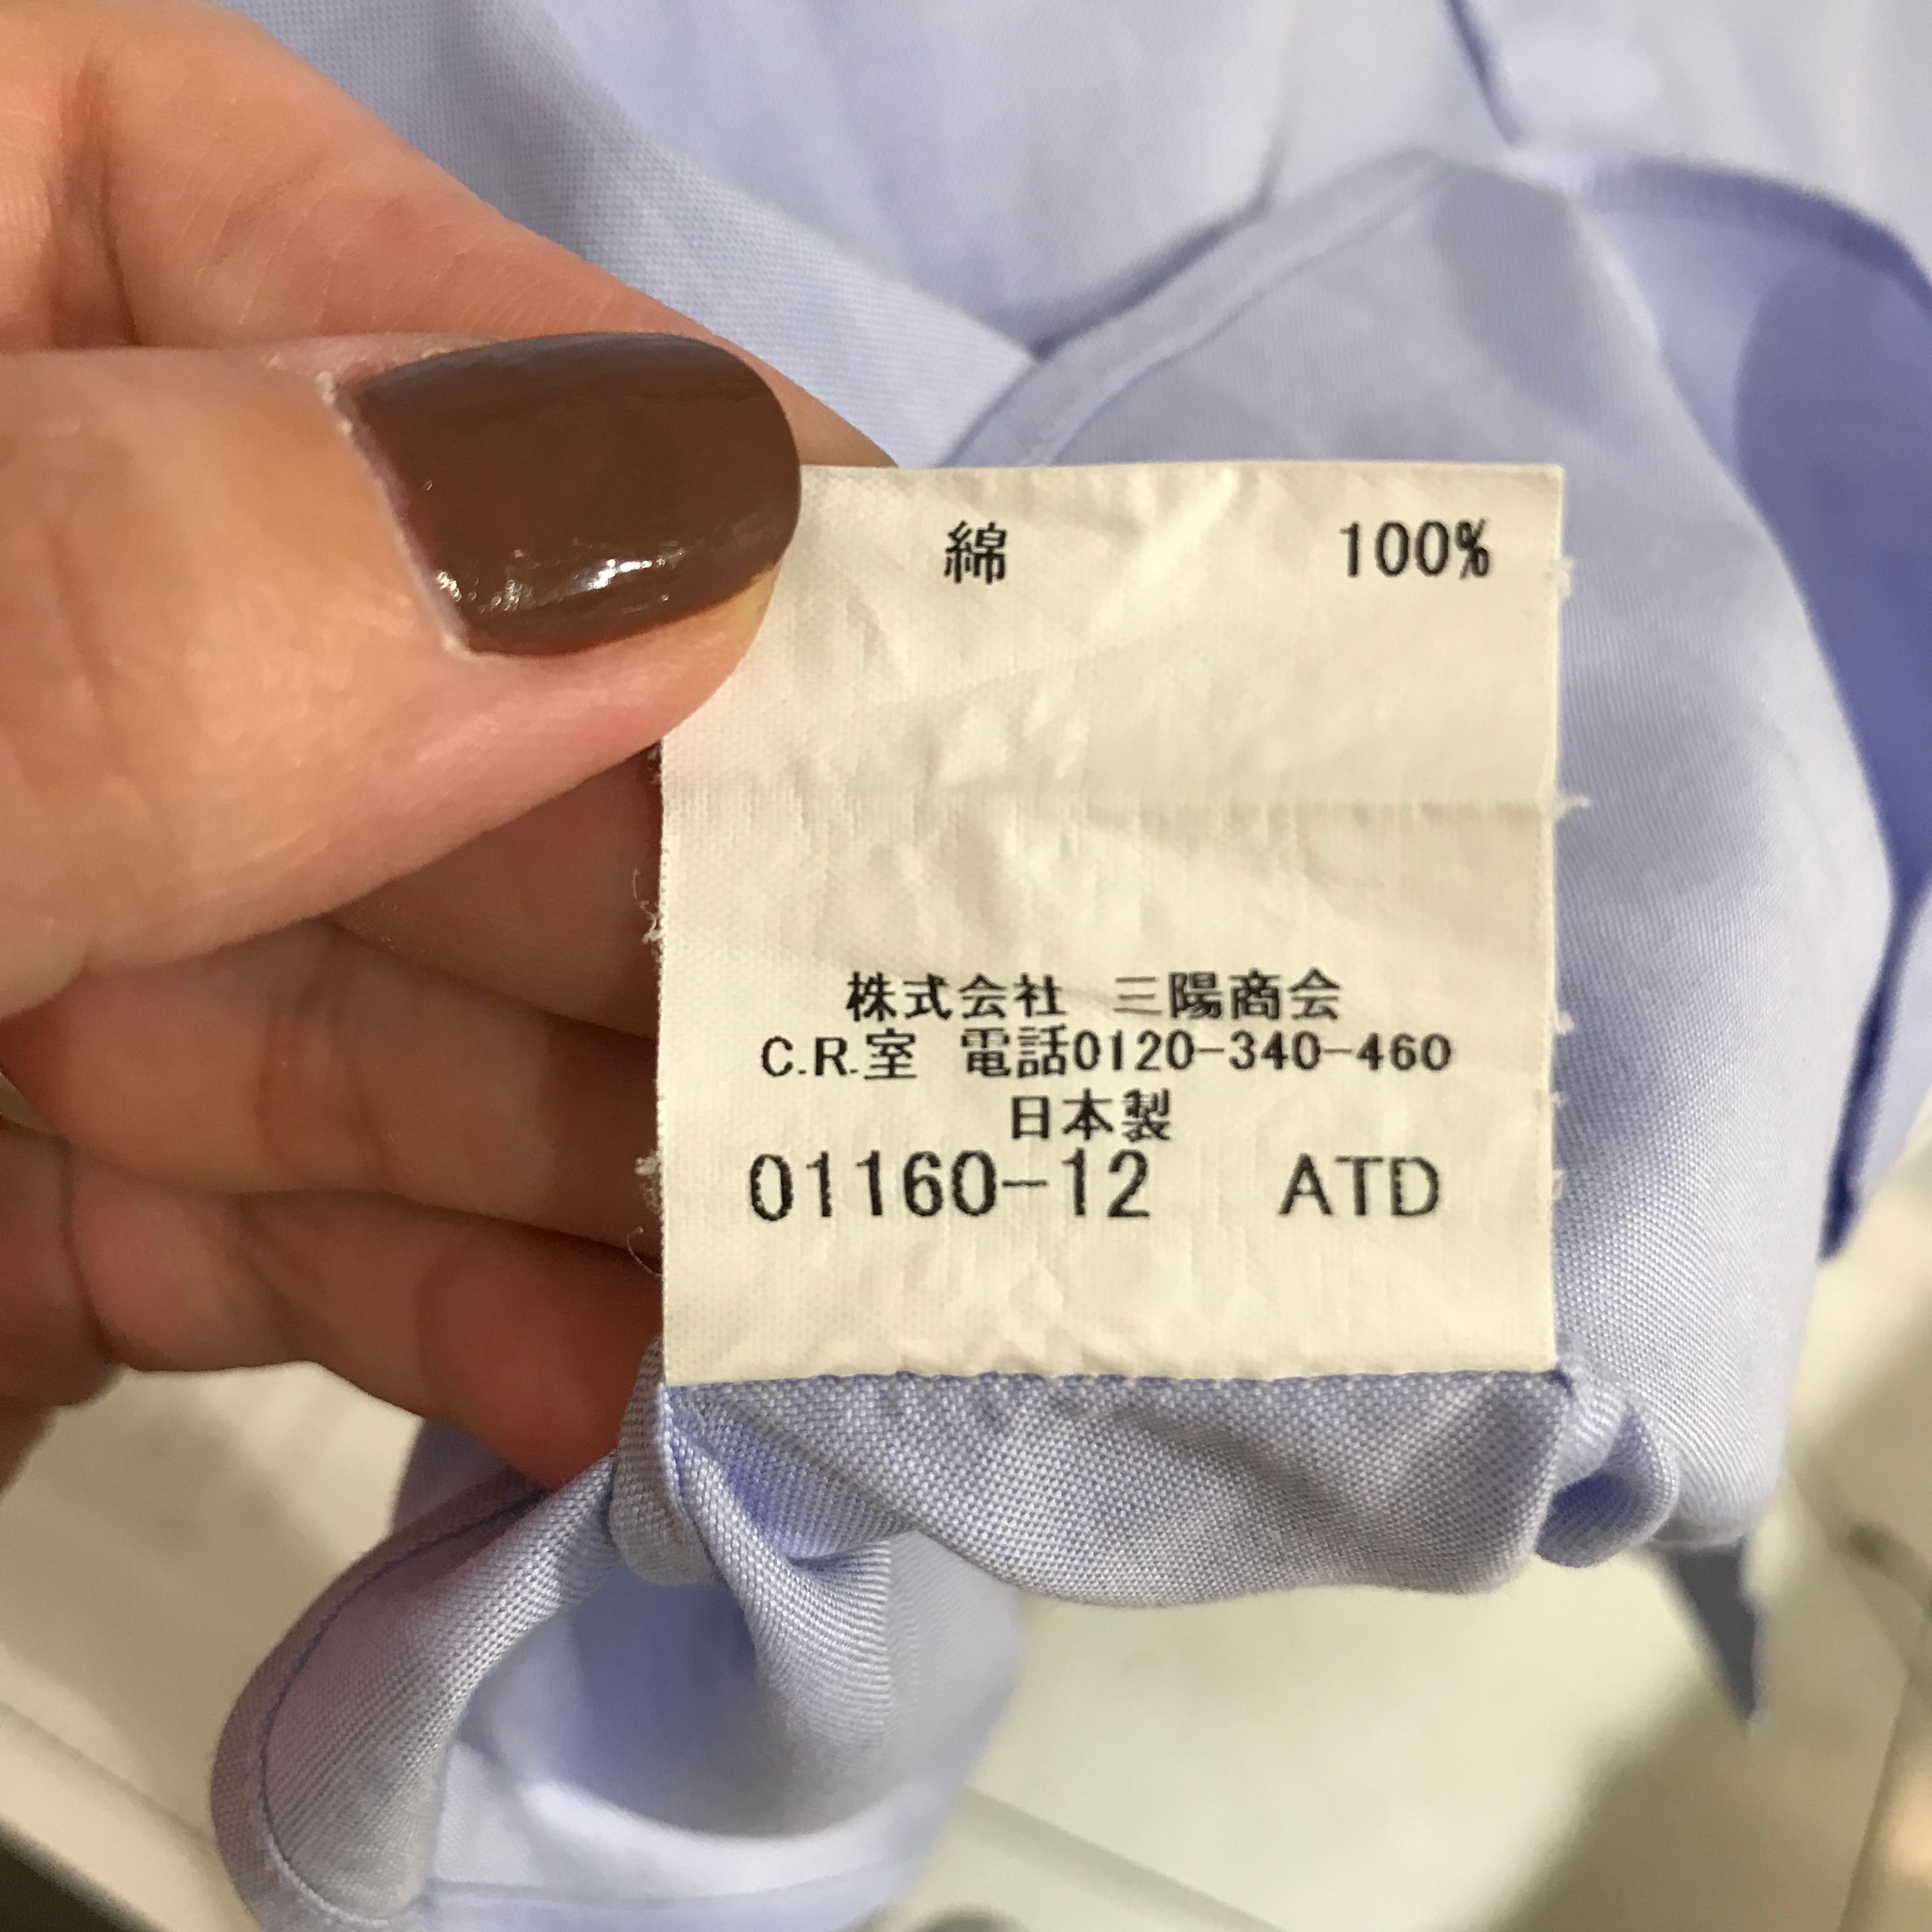 綿 100%
株式会社 三陽商会
C.R.室 電話0120-340-460
日本製
01160-12 ATD